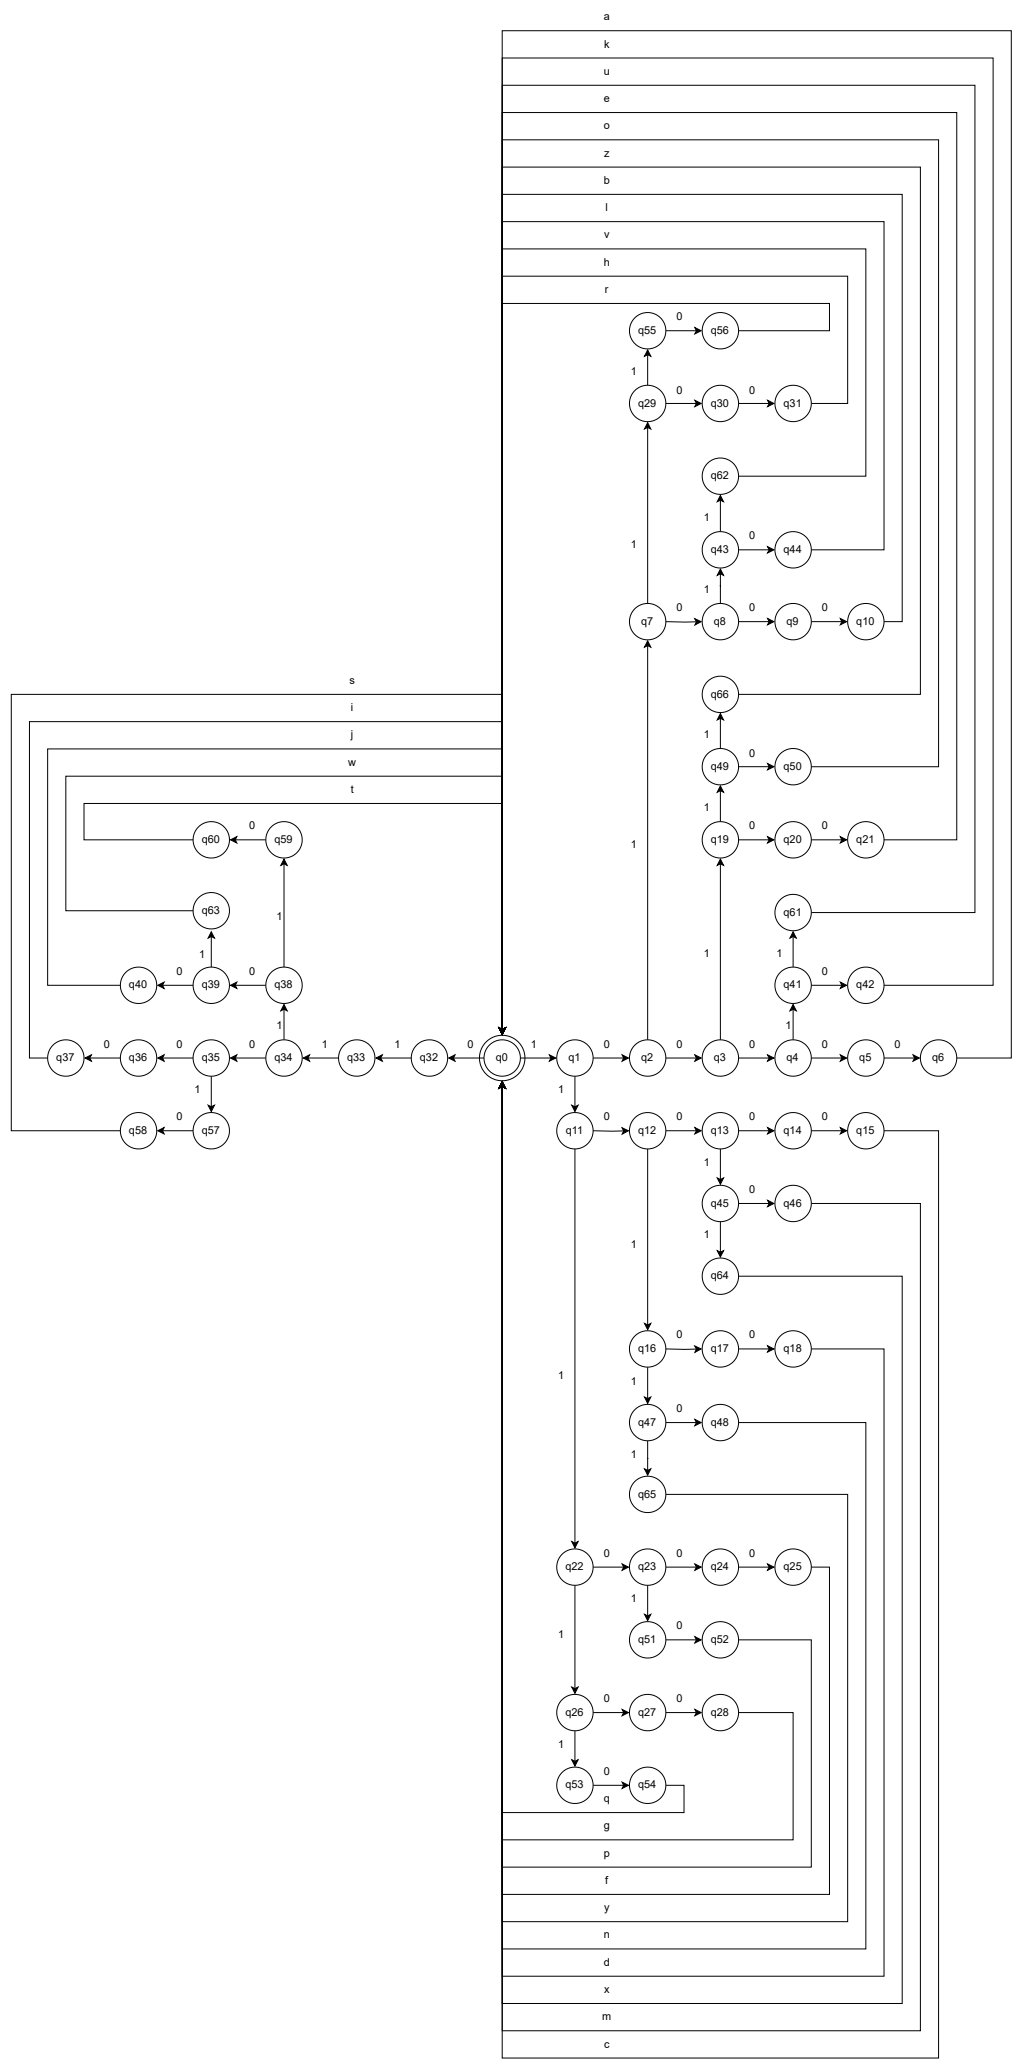 a
k
u
e
o
z
b
l
v
h
r
0
q55 q56
1
0 0
q29 q30 q31
q62
1
0
1 q43 q44
1
0 0 0
q7 q8 q9 q10
s
q66
i
1
j
0
q49 q50
w
t
1
0 0 0
q60 q59 1 q19 q20 q21
q63 1 q61
1 0 0 1 1 0
q40 q39 q38 q41 q42
1 1
0 0 0 1 1 0 1 0 0 0 0 0
q37 q36 q35 q34 q33 q32 q0 q1 q2 q3 q4 q5 q6
1 1
0 0 0 0 0
q58 q57 q11 q12 q13 q14 q15
1
0
q45 q46
1 1
q64
0 0
q16 q17 q18
1 1
0
q47 q48
1
q65
0 0 0
q22 q23 q24 q25
1
0
1 q51 q52
0 0
q26 q27 q28
1
0
q53 q54
q
g
p
f
y
n
d
x
m
c